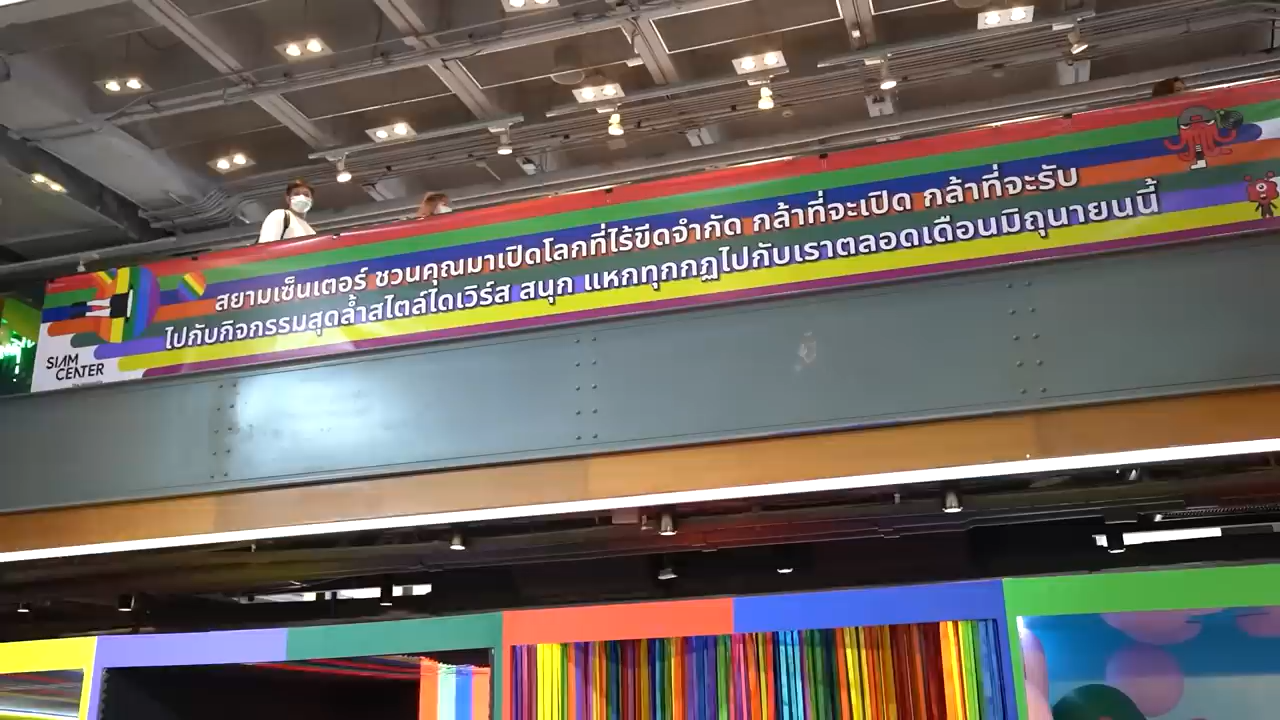 สยามเซ็นเตอร์ ชวนคุณมาเปิดโลกที่ไร้ขีดจำกัด กล้าที่จะเปิด กล้าที่จะรับ
ไปกับกิจกรรมสุดล้ำสไตล์ไดเวิร์ส สนุก แหกทุกกฏไปกับเราตลอดเดือนมิถุนายนนี้
SIAM
CENTER